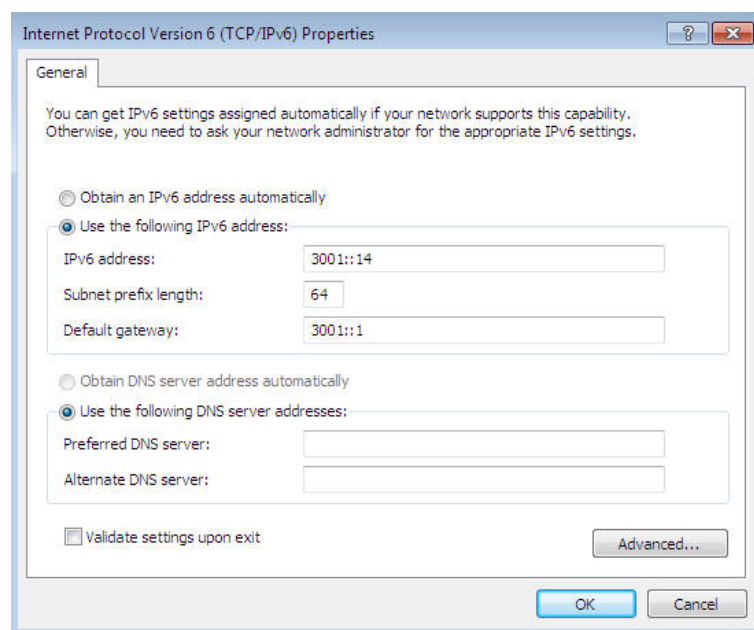 Internet Protocol Version 6 (TCP/IPv6) Properties
General
You can get IPv6 settings assigned automatically if your network supports this capability.
Otherwise, you need to ask your network administrator for the appropriate IPv6 settings.
Obtain an IPv6 address automatically
Use the following IPv6 address:
IPv6 address: 3001::14
Subnet prefix length: 64
Default gateway: 3001::1
Obtain DNS server address automatically
Use the following DNS server addresses:
Preferred DNS server:
Alternate DNS server:
Validate settings upon exit
Advanced...
OK Cancel